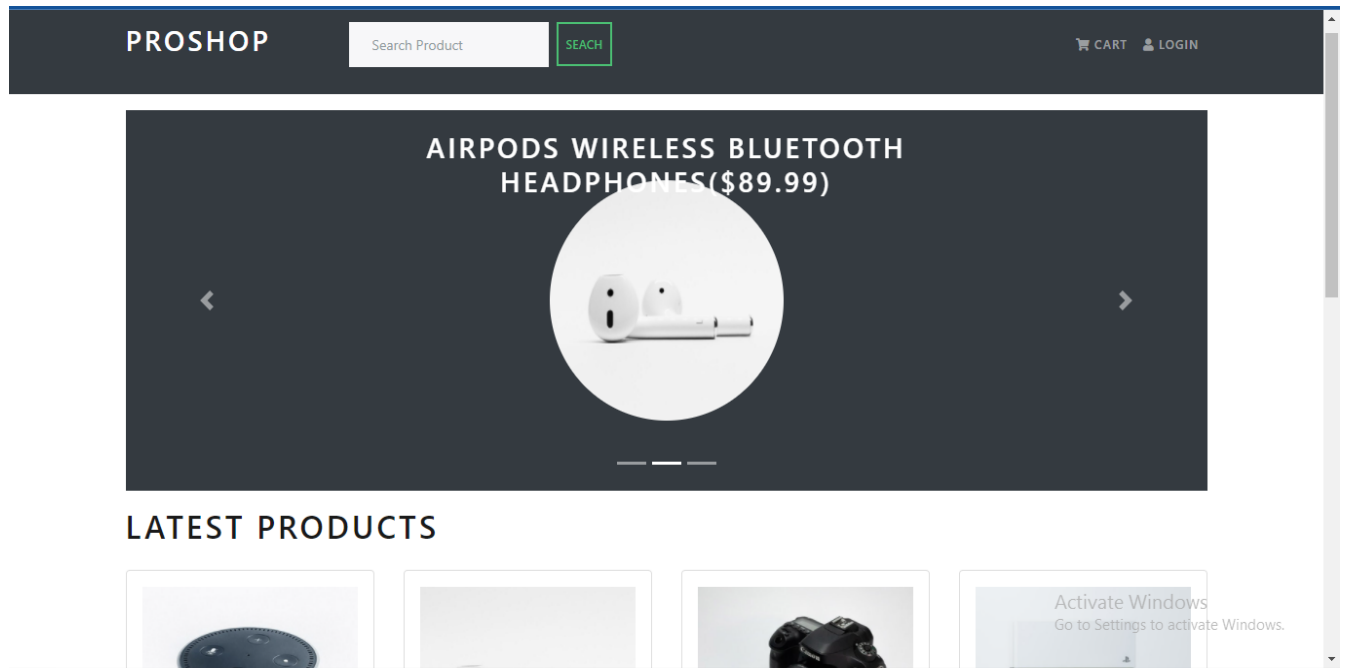 PROSHOP
Search Product
SEACH
CART
LOGIN
AIRPODS WIRELESS BLUETOOTH
HEADPHONES($89.99)
LATEST PRODUCTS
Canon
Activate Windows
Go to Settings to activate Windows.